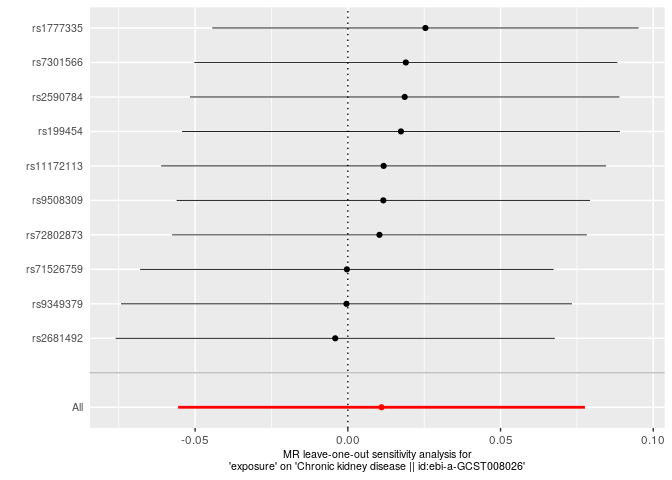 rs1777335
rs7301566
rs2590784
rs199454
rs11172113
rs9508309
rs72802873
rs71526759
rs9349379
rs2681492
All
-0.05 0.00 0.05 0.10
MR leave-one-out sensitivity analysis for
'exposure' on 'Chronic kidney disease || id:ebi-a-GCST008026'